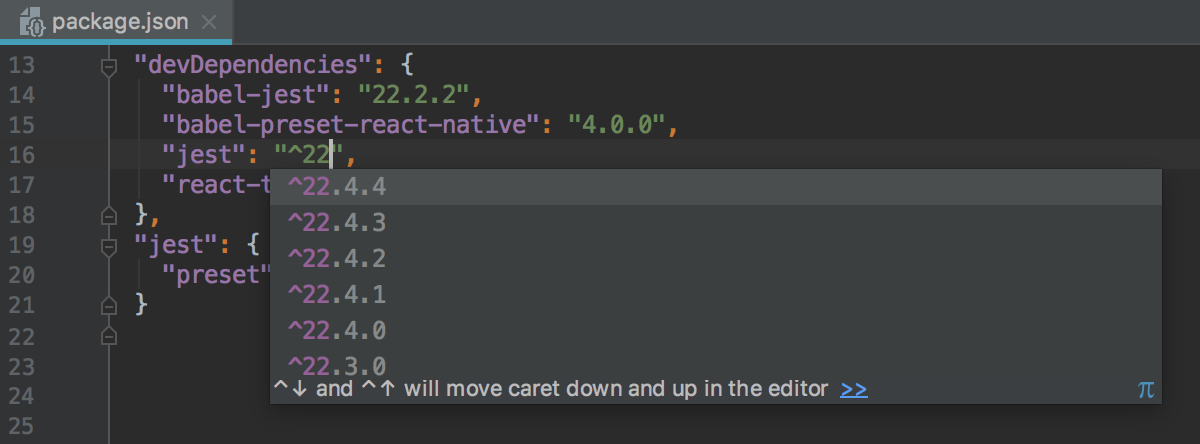 package.json
13 "devDependencies": {
14 "babel-jest": "22.2.2",
15 "babel-preset-react-native": "4.0.0",
16 "jest": "^22",
17 "react-t
^22.4.4
18 },
^22.4.3
19 "jest": {
^22.4.2
20 "preset"
^22.4.1
21 }
^22.4.0
22
^22.3.0
23
^↓ and ^↑ will move caret down and up in the editor >> π
24
25